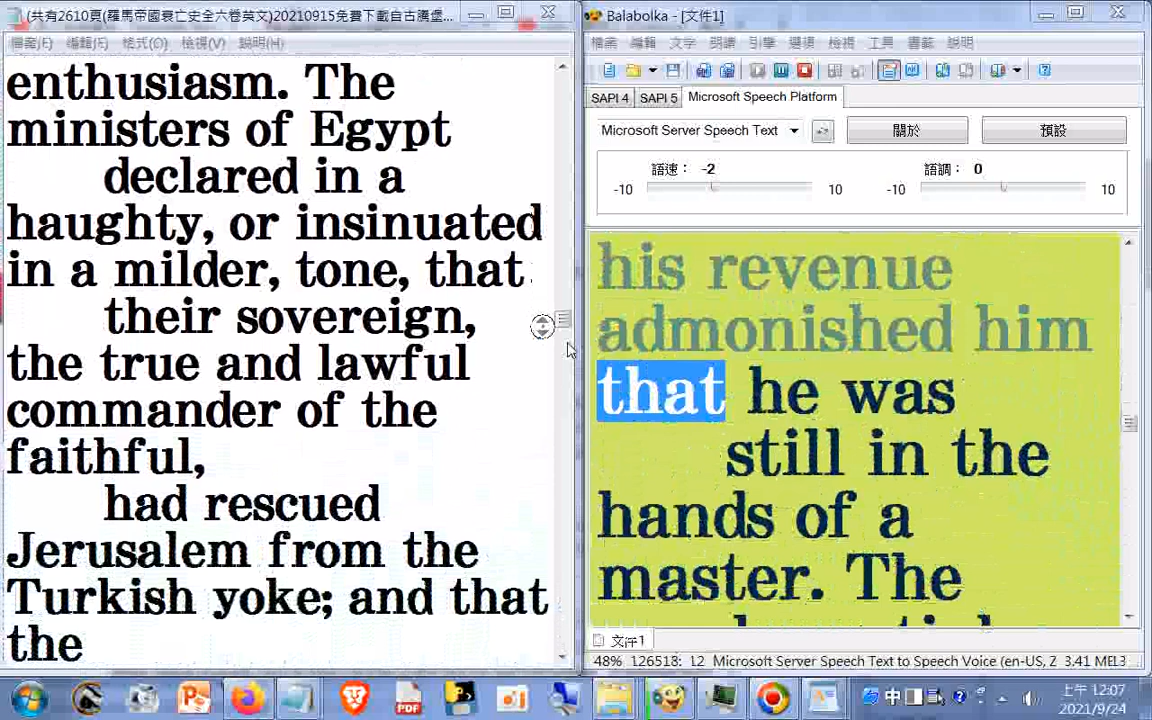 (共有2610頁(羅馬帝國衰亡史全六卷英文)20210915免費下載自古騰堡...
檔案(F) 編輯(E) 格式(O) 檢視(V) 說明(H)
enthusiasm. The
ministers of Egypt
declared in a
haughty, or insinuated
in a milder, tone, that
their sovereign,
the true and lawful
commander of the
faithful,
had rescued
Jerusalem from the
Turkish yoke; and that
the
Balabolka - [文件1]
檔案 編輯 文字 朗讀 引擎 選項 檢視 工具 書籤 說明
SAPI 4 SAPI 5 Microsoft Speech Platform
Microsoft Server Speech Text 關於 預設
語速： -2 語調： 0
-10 10 -10 10
his revenue
admonished him
that he was
still in the
hands of a
master. The
文件1
48% 126518: 12 Microsoft Server Speech Text to Speech Voice (en-US, Z 3.41 MB
PDF 中 上午 12:07
2021/9/24